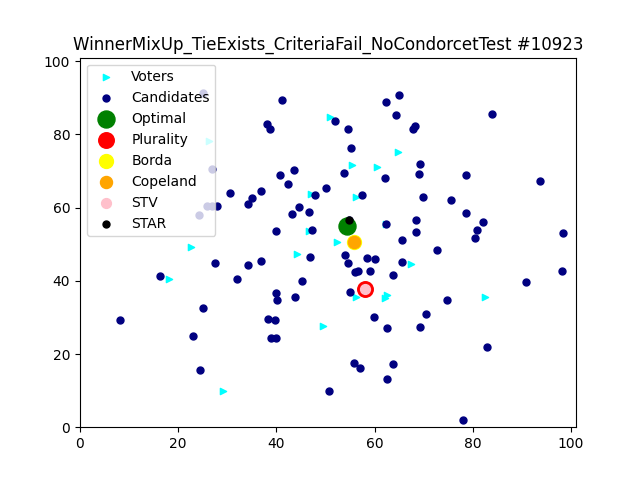 WinnerMixUp_TieExists_CriteriaFail_NoCondorcetTest #10923
Voters
Candidates
Optimal
Plurality
Borda
Copeland
STV
STAR
100
80
60
40
20
0
0 20 40 60 80 100